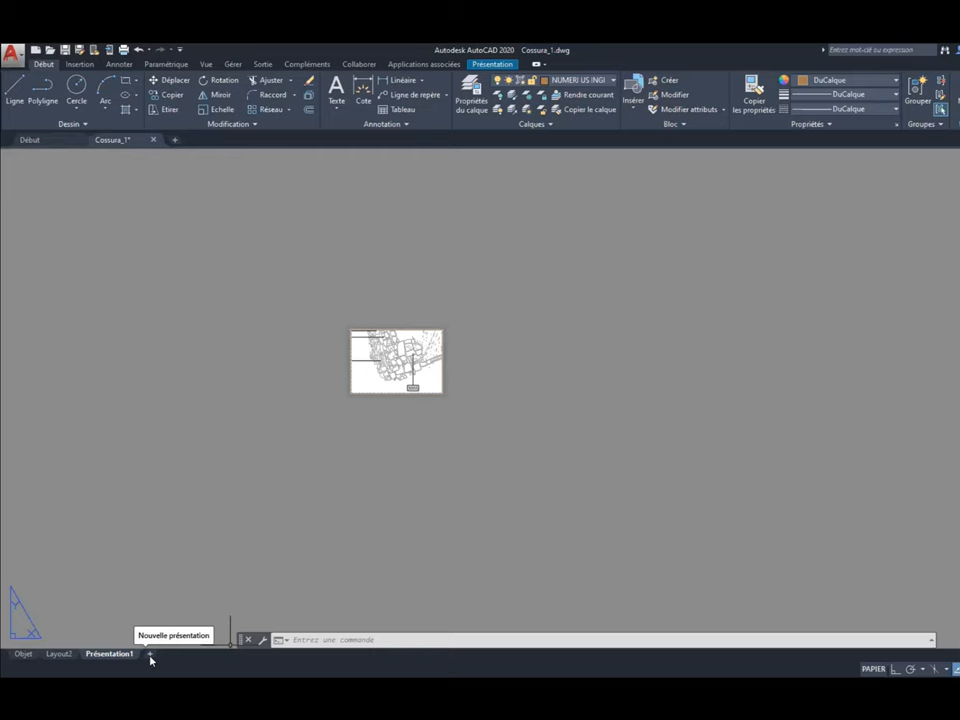 Autodesk AutoCAD 2020 Cossura_1.dwg
Entrez mot-clé ou expression
Début Insertion Annoter Paramétrique Vue Gérer Sortie Compléments Collaborer Applications associées Présentation
Ligne Polyligne Cercle Arc
Déplacer Rotation Ajuster
Copier Miroir Raccord
Etirer Echelle Réseau
Texte Cote
Linéaire
Ligne de repère
Tableau
Propriétés du calque
NUMERI US INGI
Rendre courant
Copier le calque
Insérer
Créer
Modifier
Modifier attributs
Copier les propriétés
DuCalque
DuCalque
DuCalque
Grouper
Dessin Modification Annotation Calques Bloc Propriétés Groupes
Début Cossura_1*
Y
X
Nouvelle présentation
Entrez une commande
Objet Layout2 Présentation1
PAPIER